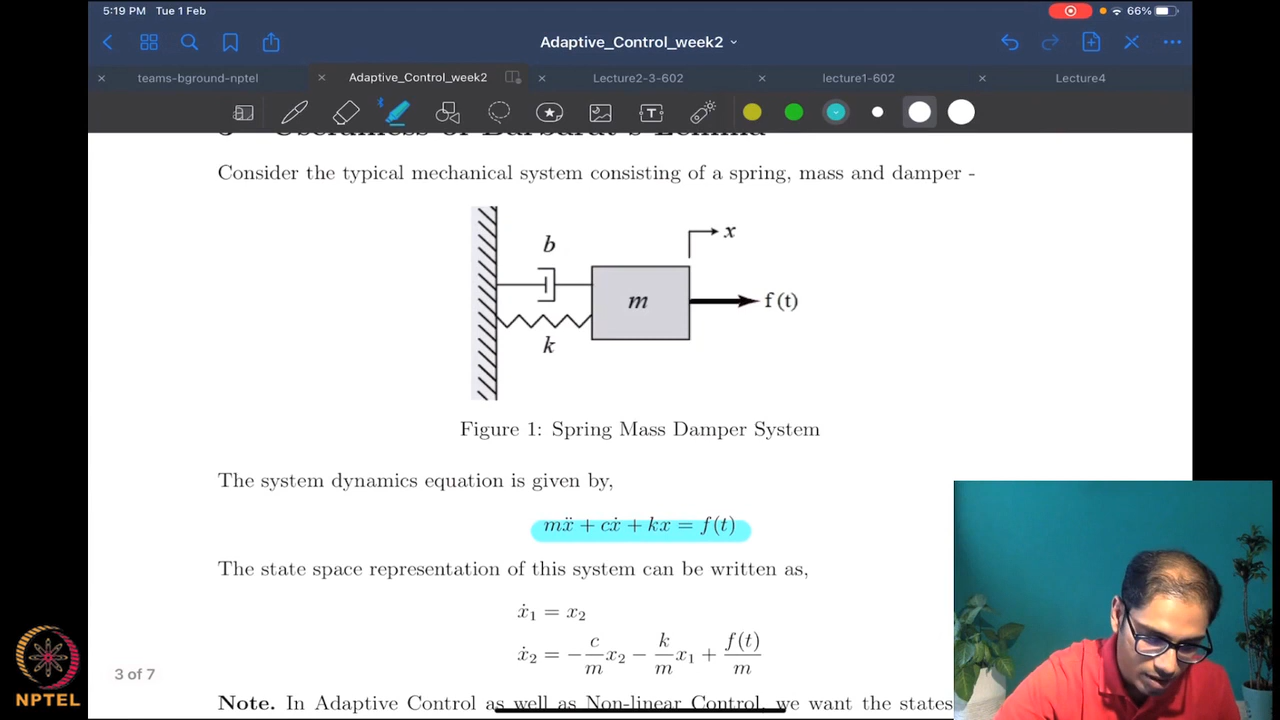 5:19 PM Tue 1 Feb
66%
Adaptive_Control_week2
teams-bground-nptel
Adaptive_Control_week2
Lecture2-3-602
lecture1-602
Lecture4
Usefulness of Barbalat's Lemma
Consider the typical mechanical system consisting of a spring, mass and damper -
b
x
m
f (t)
k
Figure 1: Spring Mass Damper System
The system dynamics equation is given by,
mẍ + cẋ + kx = f(t)
The state space representation of this system can be written as,
ẋ₁ = x₂
ẋ₂ = −c/m x₂ − k/m x₁ + f(t)/m
3 of 7
Note. In Adaptive Control as well as Non-linear Control, we want the states
NPTEL